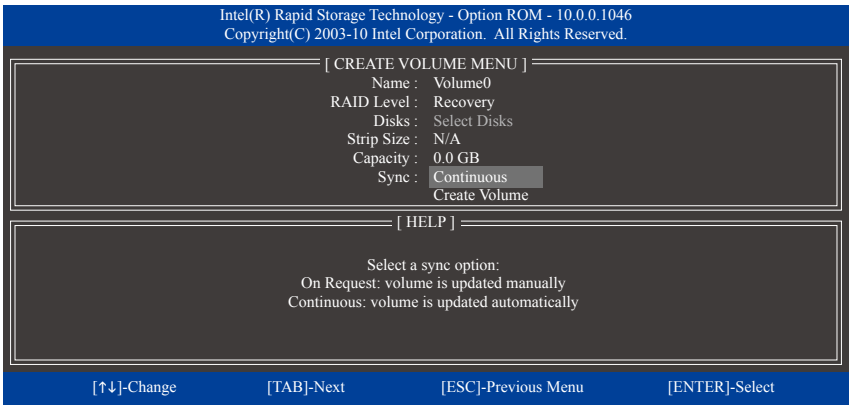 Intel(R) Rapid Storage Technology - Option ROM - 10.0.0.1046
Copyright(C) 2003-10 Intel Corporation.  All Rights Reserved.
[ CREATE VOLUME MENU ]
Name : Volume0
RAID Level : Recovery
Disks : Select Disks
Strip Size : N/A
Capacity : 0.0 GB
Sync : Continuous
Create Volume
[ HELP ]
Select a sync option:
On Request: volume is updated manually
Continuous: volume is updated automatically
[↑↓]-Change [TAB]-Next [ESC]-Previous Menu [ENTER]-Select